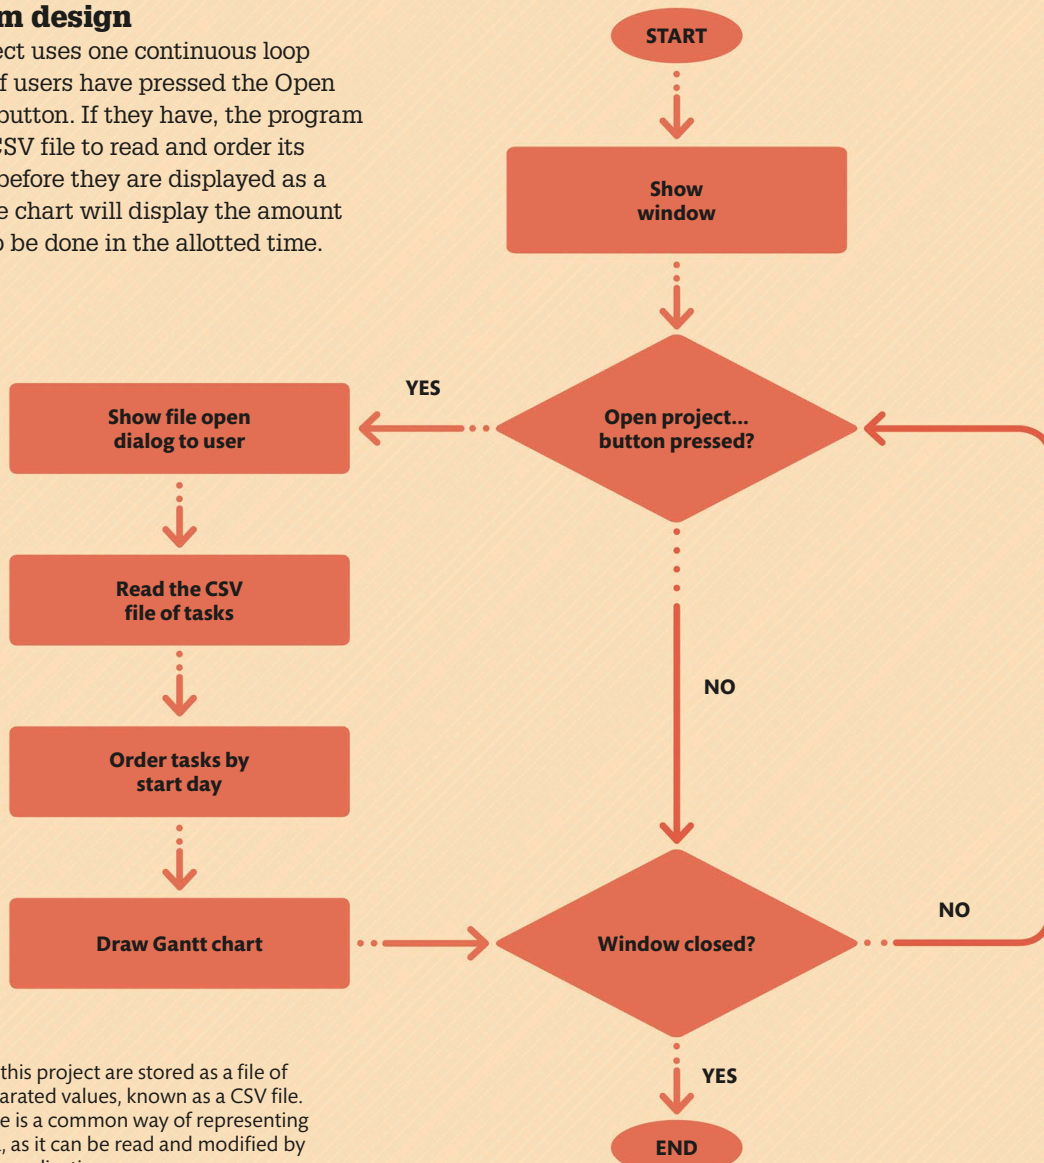 m design
ect uses one continuous loop
f users have pressed the Open
button. If they have, the program
CSV file to read and order its
before they are displayed as a
e chart will display the amount
o be done in the allotted time.
START
Show
window
Open project...
button pressed?
YES
Show file open
dialog to user
Read the CSV
file of tasks
Order tasks by
start day
Draw Gantt chart
NO
Window closed?
NO
YES
END
this project are stored as a file of
arated values, known as a CSV file.
e is a common way of representing
, as it can be read and modified by